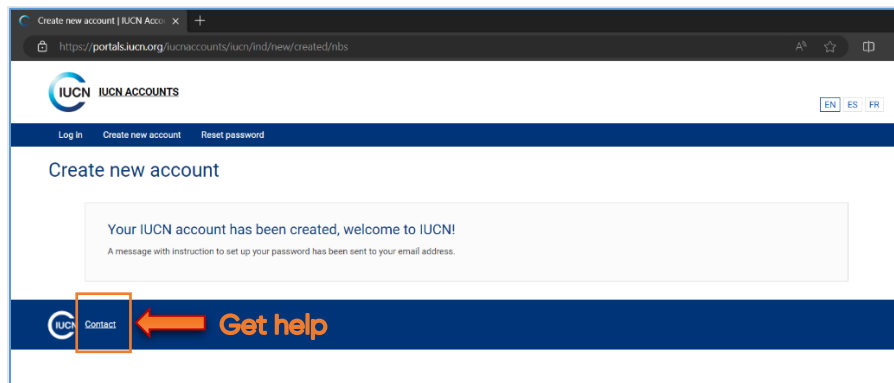 Create new account | IUCN Acco
https://portals.iucn.org/iucnaccounts/iucn/ind/new/created/nbs
IUCN IUCN ACCOUNTS
EN ES FR
Log in Create new account Reset password
Create new account
Your IUCN account has been created, welcome to IUCN!
A message with instruction to set up your password has been sent to your email address.
IUCN Contact Get help